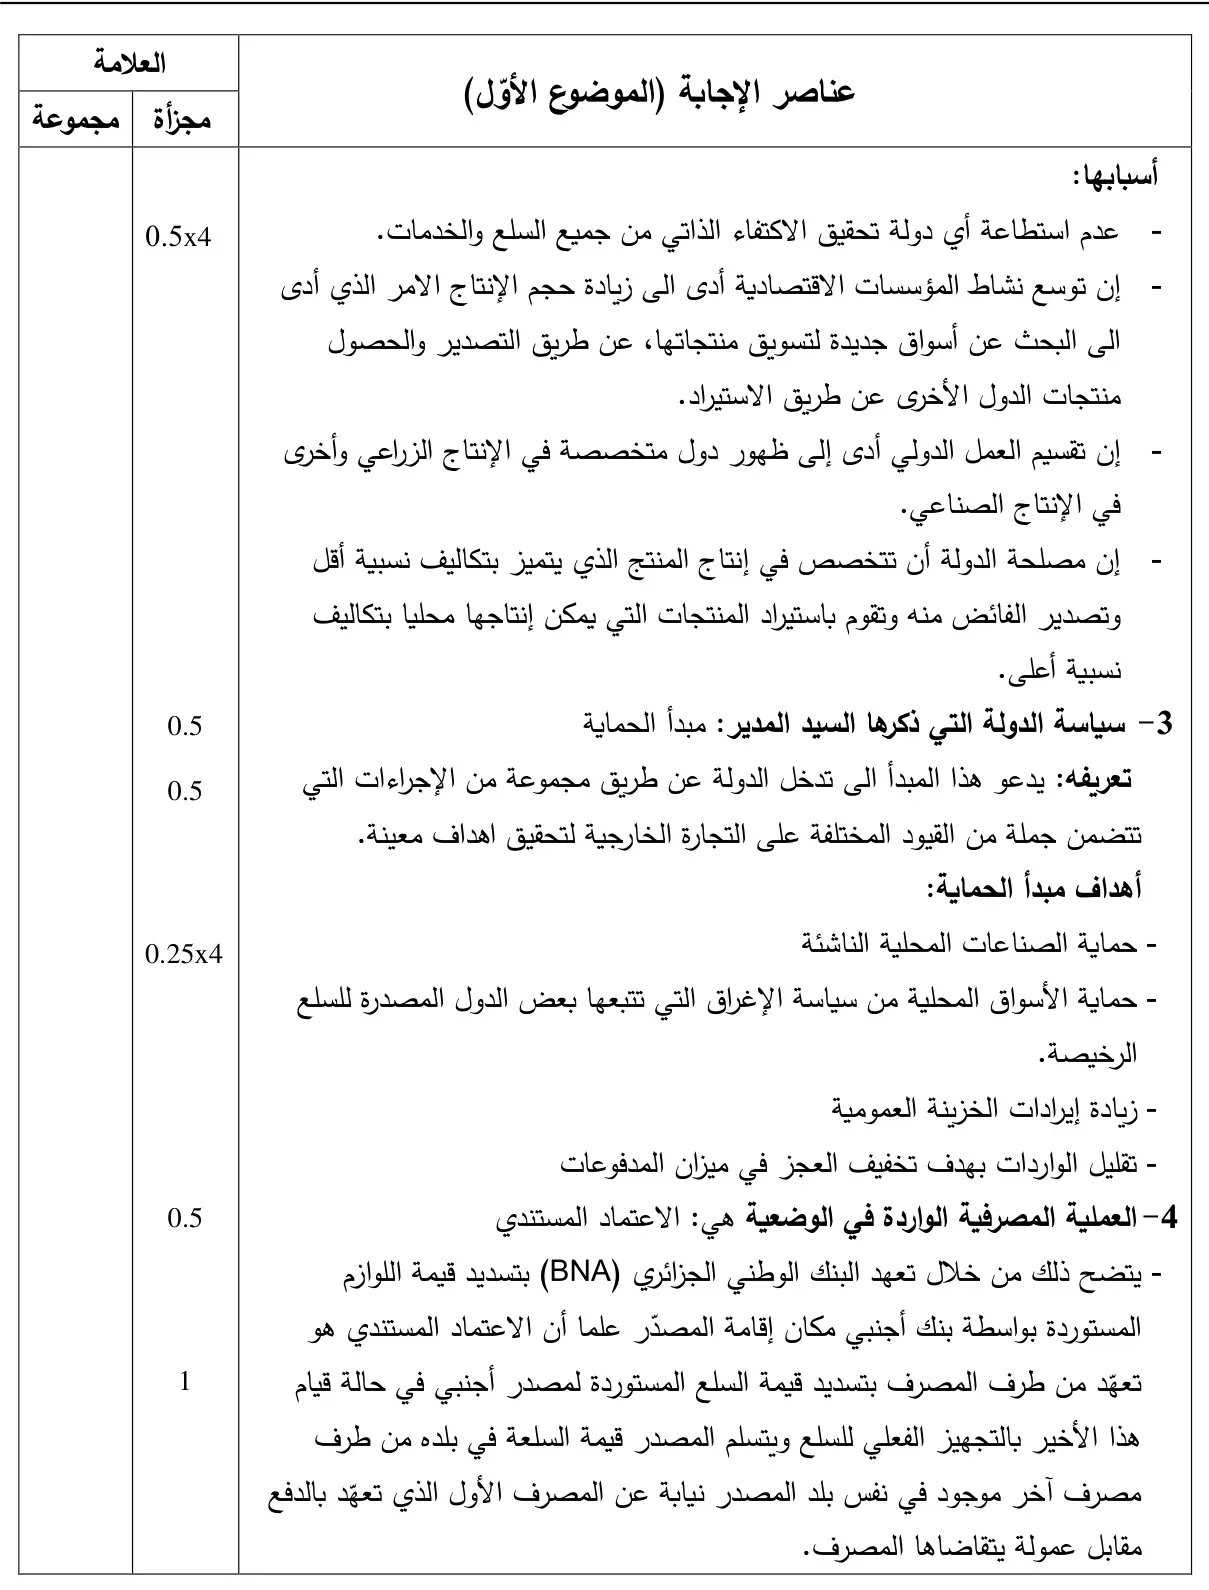 عناصر الإجابة (الموضوع الأوّل)
العلامة
مجزأة
مجموعة
أسبابها:
- عدم استطاعة أي دولة تحقيق الاكتفاء الذاتي من جميع السلع والخدمات.
0.5x4
- إن توسع نشاط المؤسسات الاقتصادية أدى الى زيادة حجم الإنتاج الامر الذي أدى
الى البحث عن أسواق جديدة لتسويق منتجاتها، عن طريق التصدير والحصول
منتجات الدول الأخرى عن طريق الاستيراد.
- إن تقسيم العمل الدولي أدى إلى ظهور دول متخصصة في الإنتاج الزراعي وأخرى
في الإنتاج الصناعي.
- إن مصلحة الدولة أن تتخصص في إنتاج المنتج الذي يتميز بتكاليف نسبية أقل
وتصدير الفائض منه وتقوم باستيراد المنتجات التي يمكن إنتاجها محليا بتكاليف
نسبية أعلى.
3- سياسة الدولة التي ذكرها السيد المدير: مبدأ الحماية
0.5
تعريفه: يدعو هذا المبدأ الى تدخل الدولة عن طريق مجموعة من الإجراءات التي
0.5
تتضمن جملة من القيود المختلفة على التجارة الخارجية لتحقيق اهداف معينة.
أهداف مبدأ الحماية:
- حماية الصناعات المحلية الناشئة
0.25x4
- حماية الأسواق المحلية من سياسة الإغراق التي تتبعها بعض الدول المصدرة للسلع
الرخيصة.
- زيادة إيرادات الخزينة العمومية
- تقليل الواردات بهدف تخفيف العجز في ميزان المدفوعات
4- العملية المصرفية الواردة في الوضعية هي: الاعتماد المستندي
0.5
- يتضح ذلك من خلال تعهد البنك الوطني الجزائري (BNA) بتسديد قيمة اللوازم
المستوردة بواسطة بنك أجنبي مكان إقامة المصدّر علما أن الاعتماد المستندي هو
تعهّد من طرف المصرف بتسديد قيمة السلع المستوردة لمصدر أجنبي في حالة قيام
1
هذا الأخير بالتجهيز الفعلي للسلع ويتسلم المصدر قيمة السلعة في بلده من طرف
مصرف آخر موجود في نفس بلد المصدر نيابة عن المصرف الأول الذي تعهّد بالدفع
مقابل عمولة يتقاضاها المصرف.